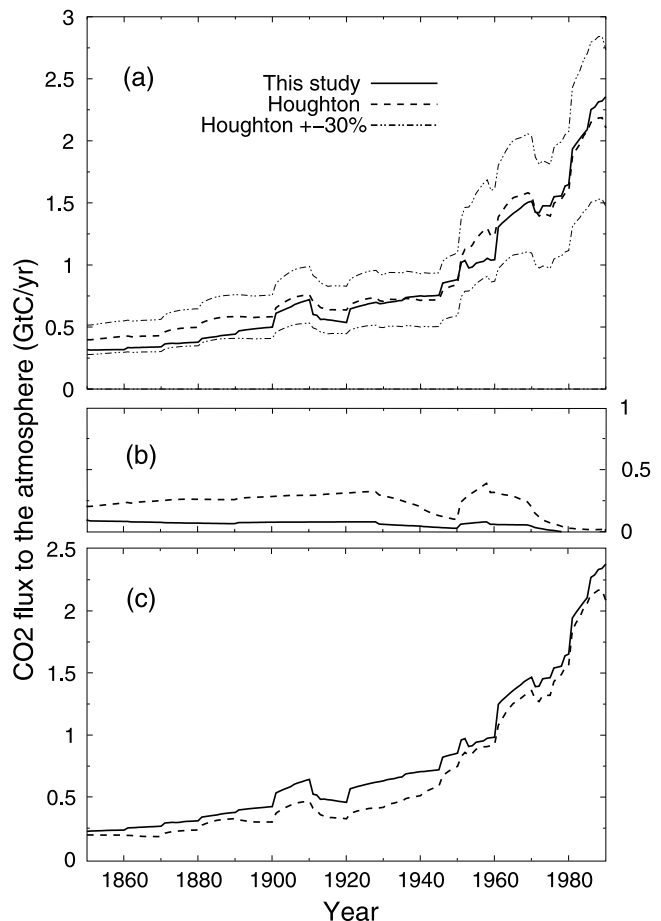 3
2.5
2
1.5
1
0.5
0
(a)
This study
Houghton
Houghton +-30%
(b)
1
0.5
0
2.5
2
1.5
1
0.5
0
(c)
1860 1880 1900 1920 1940 1960 1980
Year
CO2 flux to the atmosphere (GtC/yr)